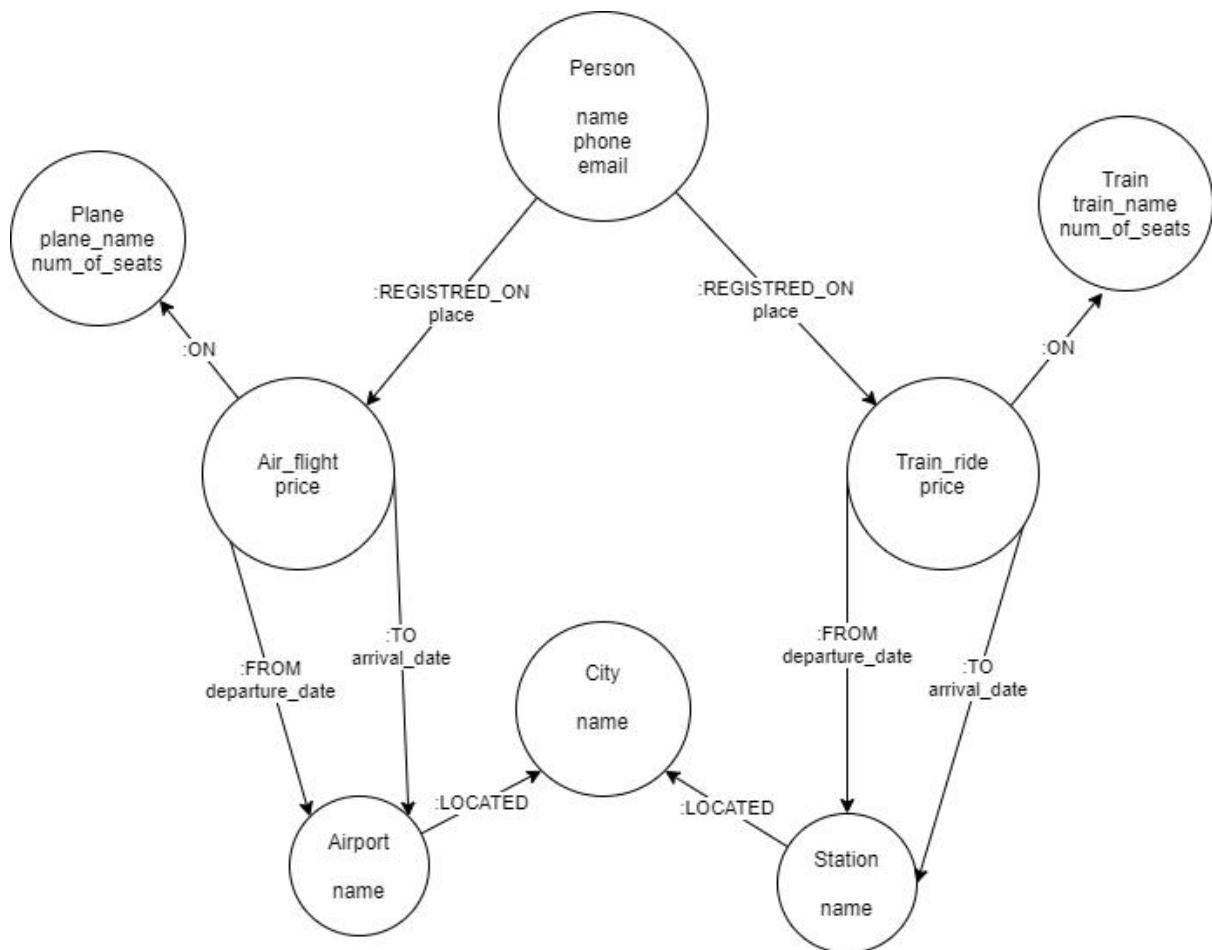 Person
name
phone
email
Plane
plane_name
num_of_seats
Train
train_name
num_of_seats
:REGISTRED_ON
place
:REGISTRED_ON
place
:ON
:ON
Air_flight
price
Train_ride
price
:FROM
departure_date
:TO
arrival_date
City
name
:FROM
departure_date
:TO
arrival_date
:LOCATED
:LOCATED
Airport
name
Station
name